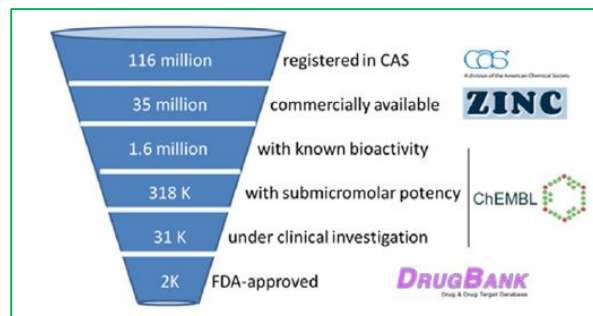 116 million registered in CAS
CAS
A division of the American Chemical Society
35 million commercially available
ZINC
1.6 million with known bioactivity
318 K with submicromolar potency
ChEMBL
31 K under clinical investigation
2K FDA-approved
DRUGBANK
Drug & Drug Target Database